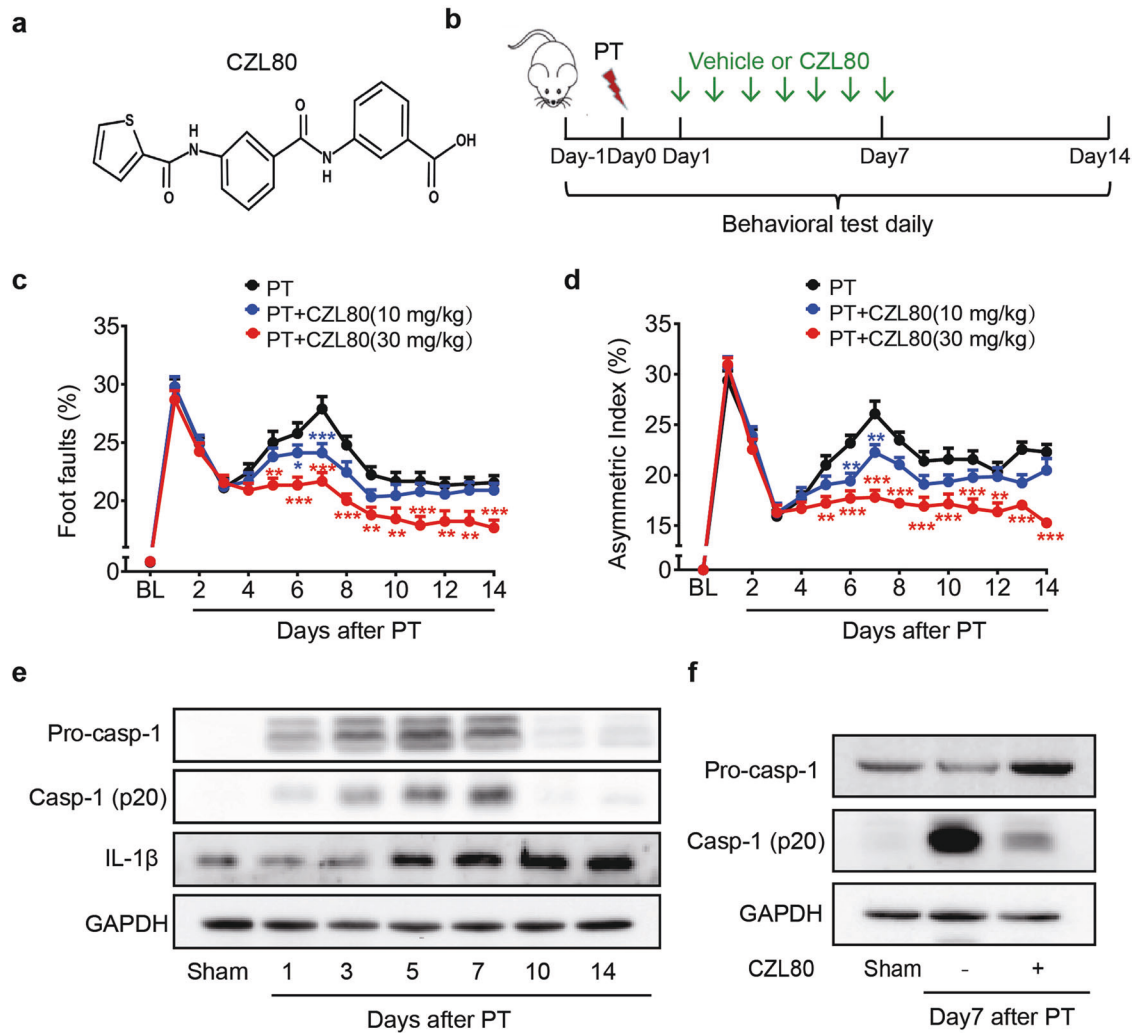 a
CZL80
S
O
H
N
O
N
H
O
OH
b
PT
Vehicle or CZL80
Day-1 Day0 Day1 Day7 Day14
Behavioral test daily
c
PT
PT+CZL80(10 mg/kg)
PT+CZL80(30 mg/kg)
Foot faults (%)
35
30
25
20
0
***
*
** *** *** *** ** ** *** ** ** ***
BL 2 4 6 8 10 12 14
Days after PT
d
PT
PT+CZL80(10 mg/kg)
PT+CZL80(30 mg/kg)
Asymmetric Index (%)
35
30
25
20
15
0
**
**
** *** *** *** *** *** *** ** *** ***
BL 2 4 6 8 10 12 14
Days after PT
e
Pro-casp-1
Casp-1 (p20)
IL-1β
GAPDH
Sham 1 3 5 7 10 14
Days after PT
f
Pro-casp-1
Casp-1 (p20)
GAPDH
CZL80 Sham - +
Day7 after PT